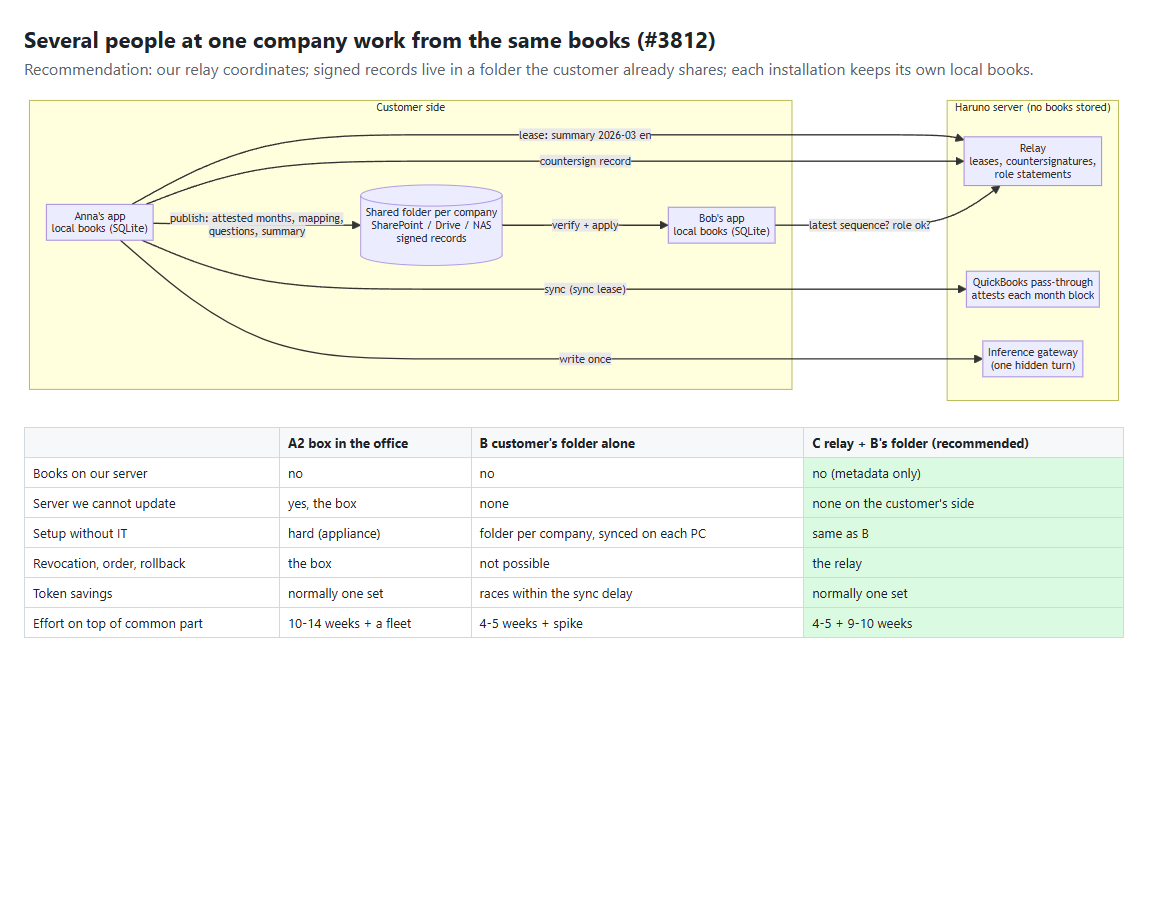 Several people at one company work from the same books (#3812)
Recommendation: our relay coordinates; signed records live in a folder the customer already shares; each installation keeps its own local books.
Customer side
Haruno server (no books stored)
lease: summary 2026-03 en
countersign record
Relay
leases, countersignatures,
role statements
Anna's app
local books (SQLite)
publish: attested months, mapping,
questions, summary
Shared folder per company
SharePoint / Drive / NAS
signed records
verify + apply
Bob's app
local books (SQLite)
latest sequence? role ok?
sync (sync lease)
QuickBooks pass-through
attests each month block
write once
Inference gateway
(one hidden turn)
A2 box in the office B customer's folder alone C relay + B's folder (recommended)
Books on our server no no no (metadata only)
Server we cannot update yes, the box none none on the customer's side
Setup without IT hard (appliance) folder per company, synced on each PC same as B
Revocation, order, rollback the box not possible the relay
Token savings normally one set races within the sync delay normally one set
Effort on top of common part 10-14 weeks + a fleet 4-5 weeks + spike 4-5 + 9-10 weeks